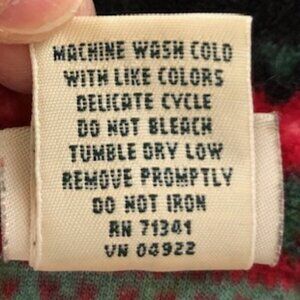 MACHINE WASH COLD
WITH LIKE COLORS
DELICATE CYCLE
DO NOT BLEACH
TUMBLE DRY LOW
REMOVE PROMPTLY
DO NOT IRON
RN 71341
VN 04922